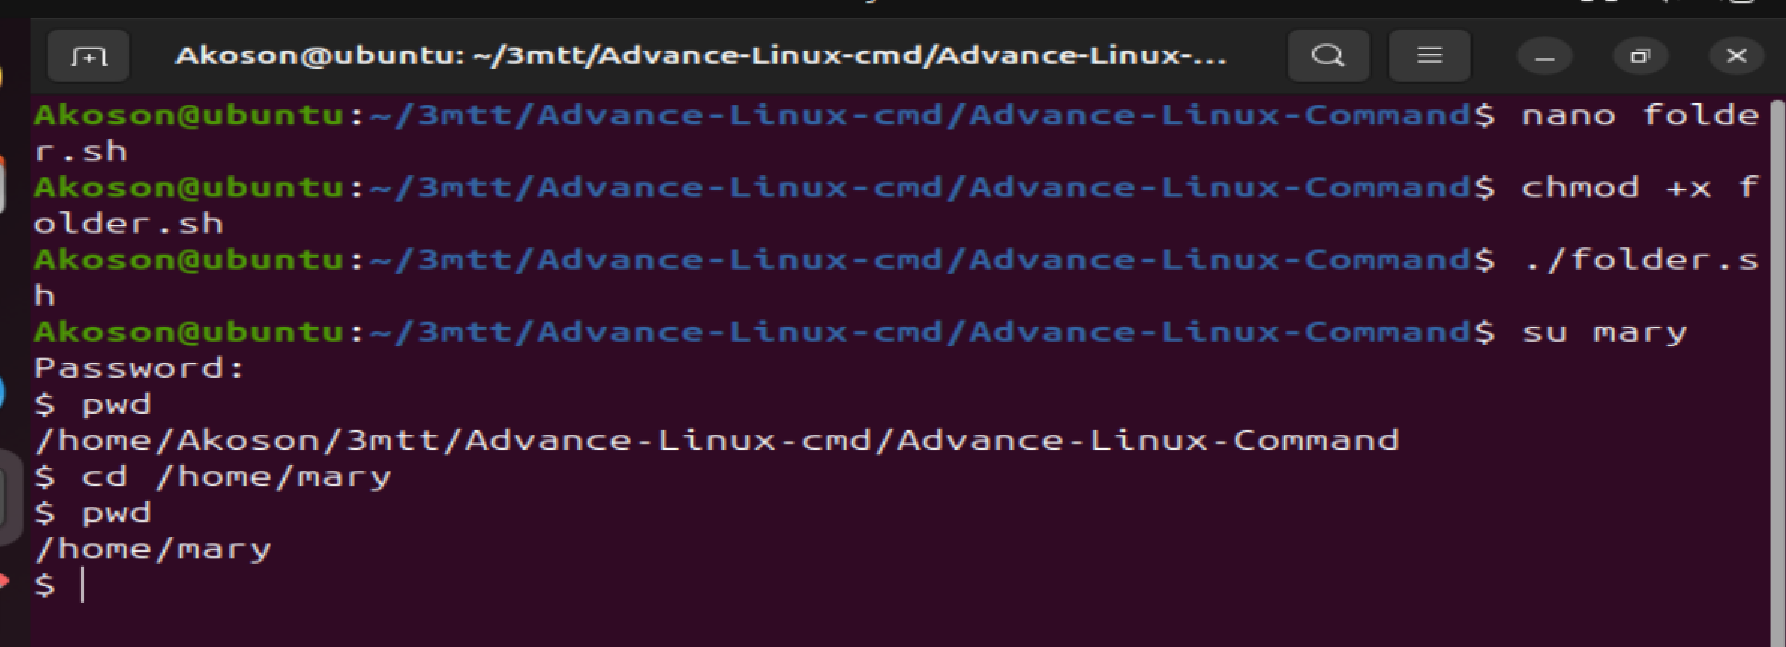 Akoson@ubuntu: ~/3mtt/Advance-Linux-cmd/Advance-Linux-...
Akoson@ubuntu:~/3mtt/Advance-Linux-cmd/Advance-Linux-Command$ nano folde
r.sh
Akoson@ubuntu:~/3mtt/Advance-Linux-cmd/Advance-Linux-Command$ chmod +x f
older.sh
Akoson@ubuntu:~/3mtt/Advance-Linux-cmd/Advance-Linux-Command$ ./folder.s
h
Akoson@ubuntu:~/3mtt/Advance-Linux-cmd/Advance-Linux-Command$ su mary
Password:
$ pwd
/home/Akoson/3mtt/Advance-Linux-cmd/Advance-Linux-Command
$ cd /home/mary
$ pwd
/home/mary
$